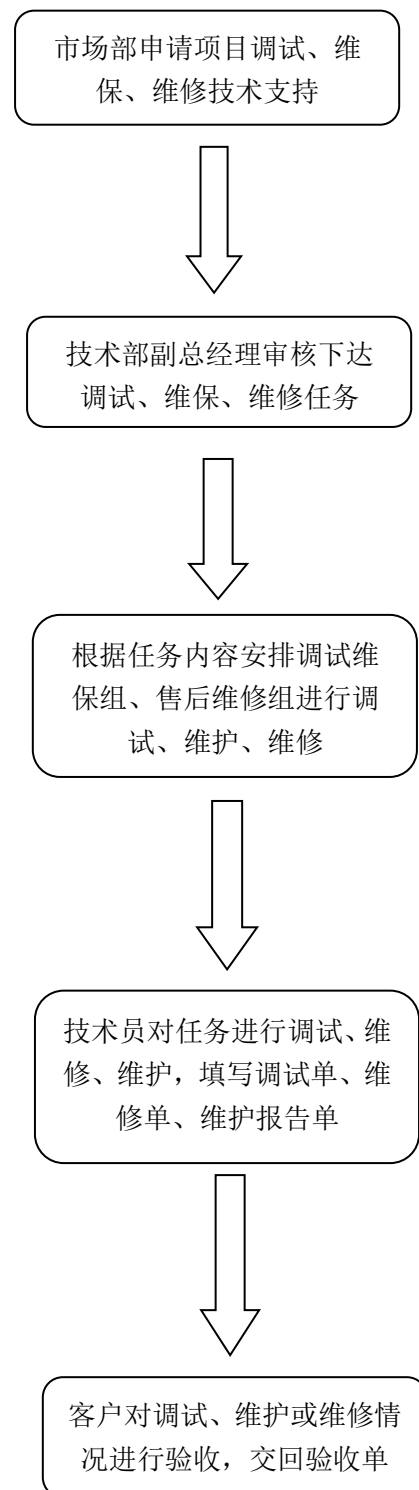 市场部申请项目调试、维
保、维修技术支持
技术部副总经理审核下达
调试、维保、维修任务
根据任务内容安排调试维
保组、售后维修组进行调
试、维护、维修
技术员对任务进行调试、维
修、维护，填写调试单、维
修单、维护报告单
客户对调试、维护或维修情
况进行验收，交回验收单